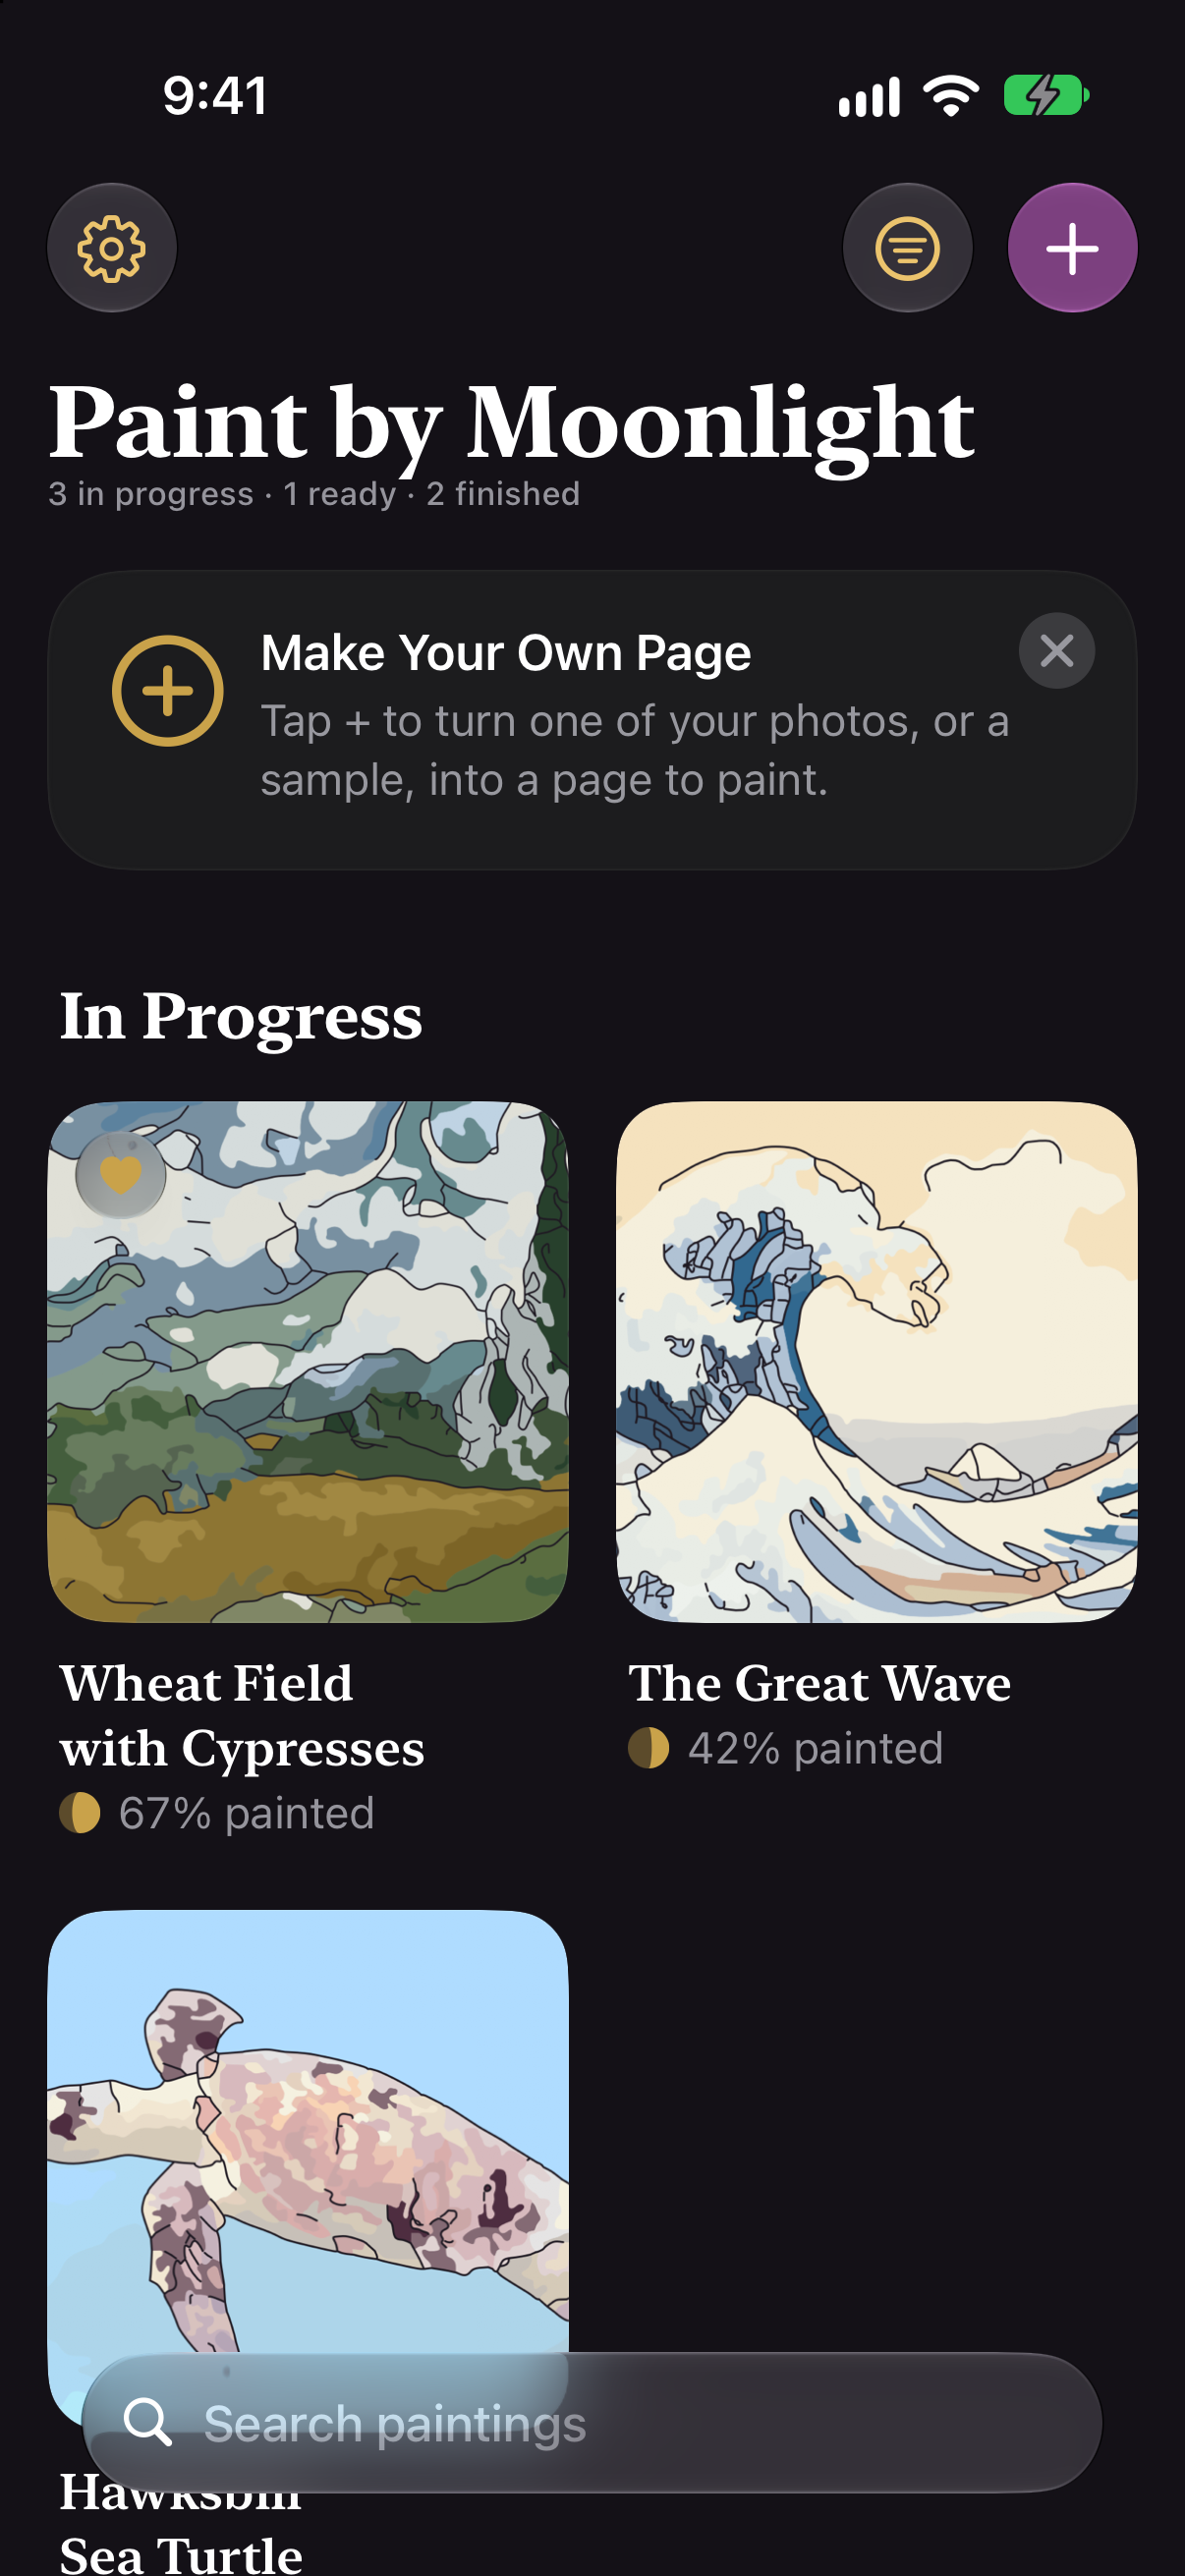 9:41
Paint by Moonlight
3 in progress · 1 ready · 2 finished
Make Your Own Page
Tap + to turn one of your photos, or a
sample, into a page to paint.
In Progress
Wheat Field
with Cypresses
67% painted
The Great Wave
42% painted
Search paintings
Hawksbill
Sea Turtle